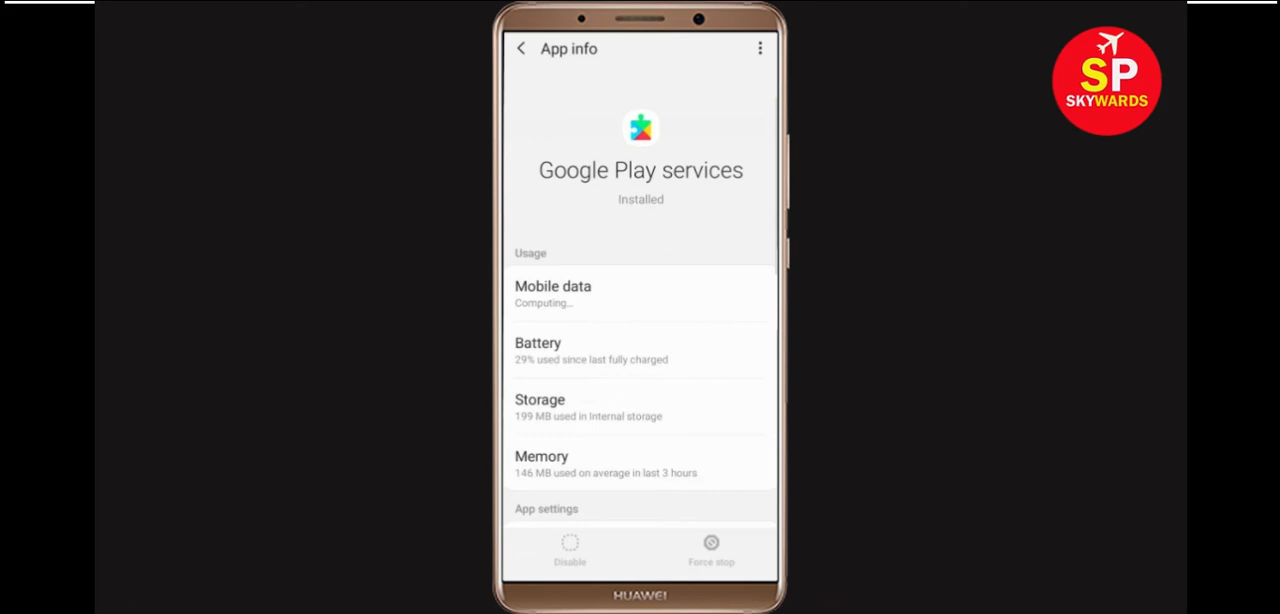 App info
SP
SKYWARDS
Google Play services
Installed
Usage
Mobile data
Computing...
Battery
29% used since last fully charged
Storage
199 MB used in Internal storage
Memory
146 MB used on average in last 3 hours
App settings
Disable
Force stop
HUAWEI